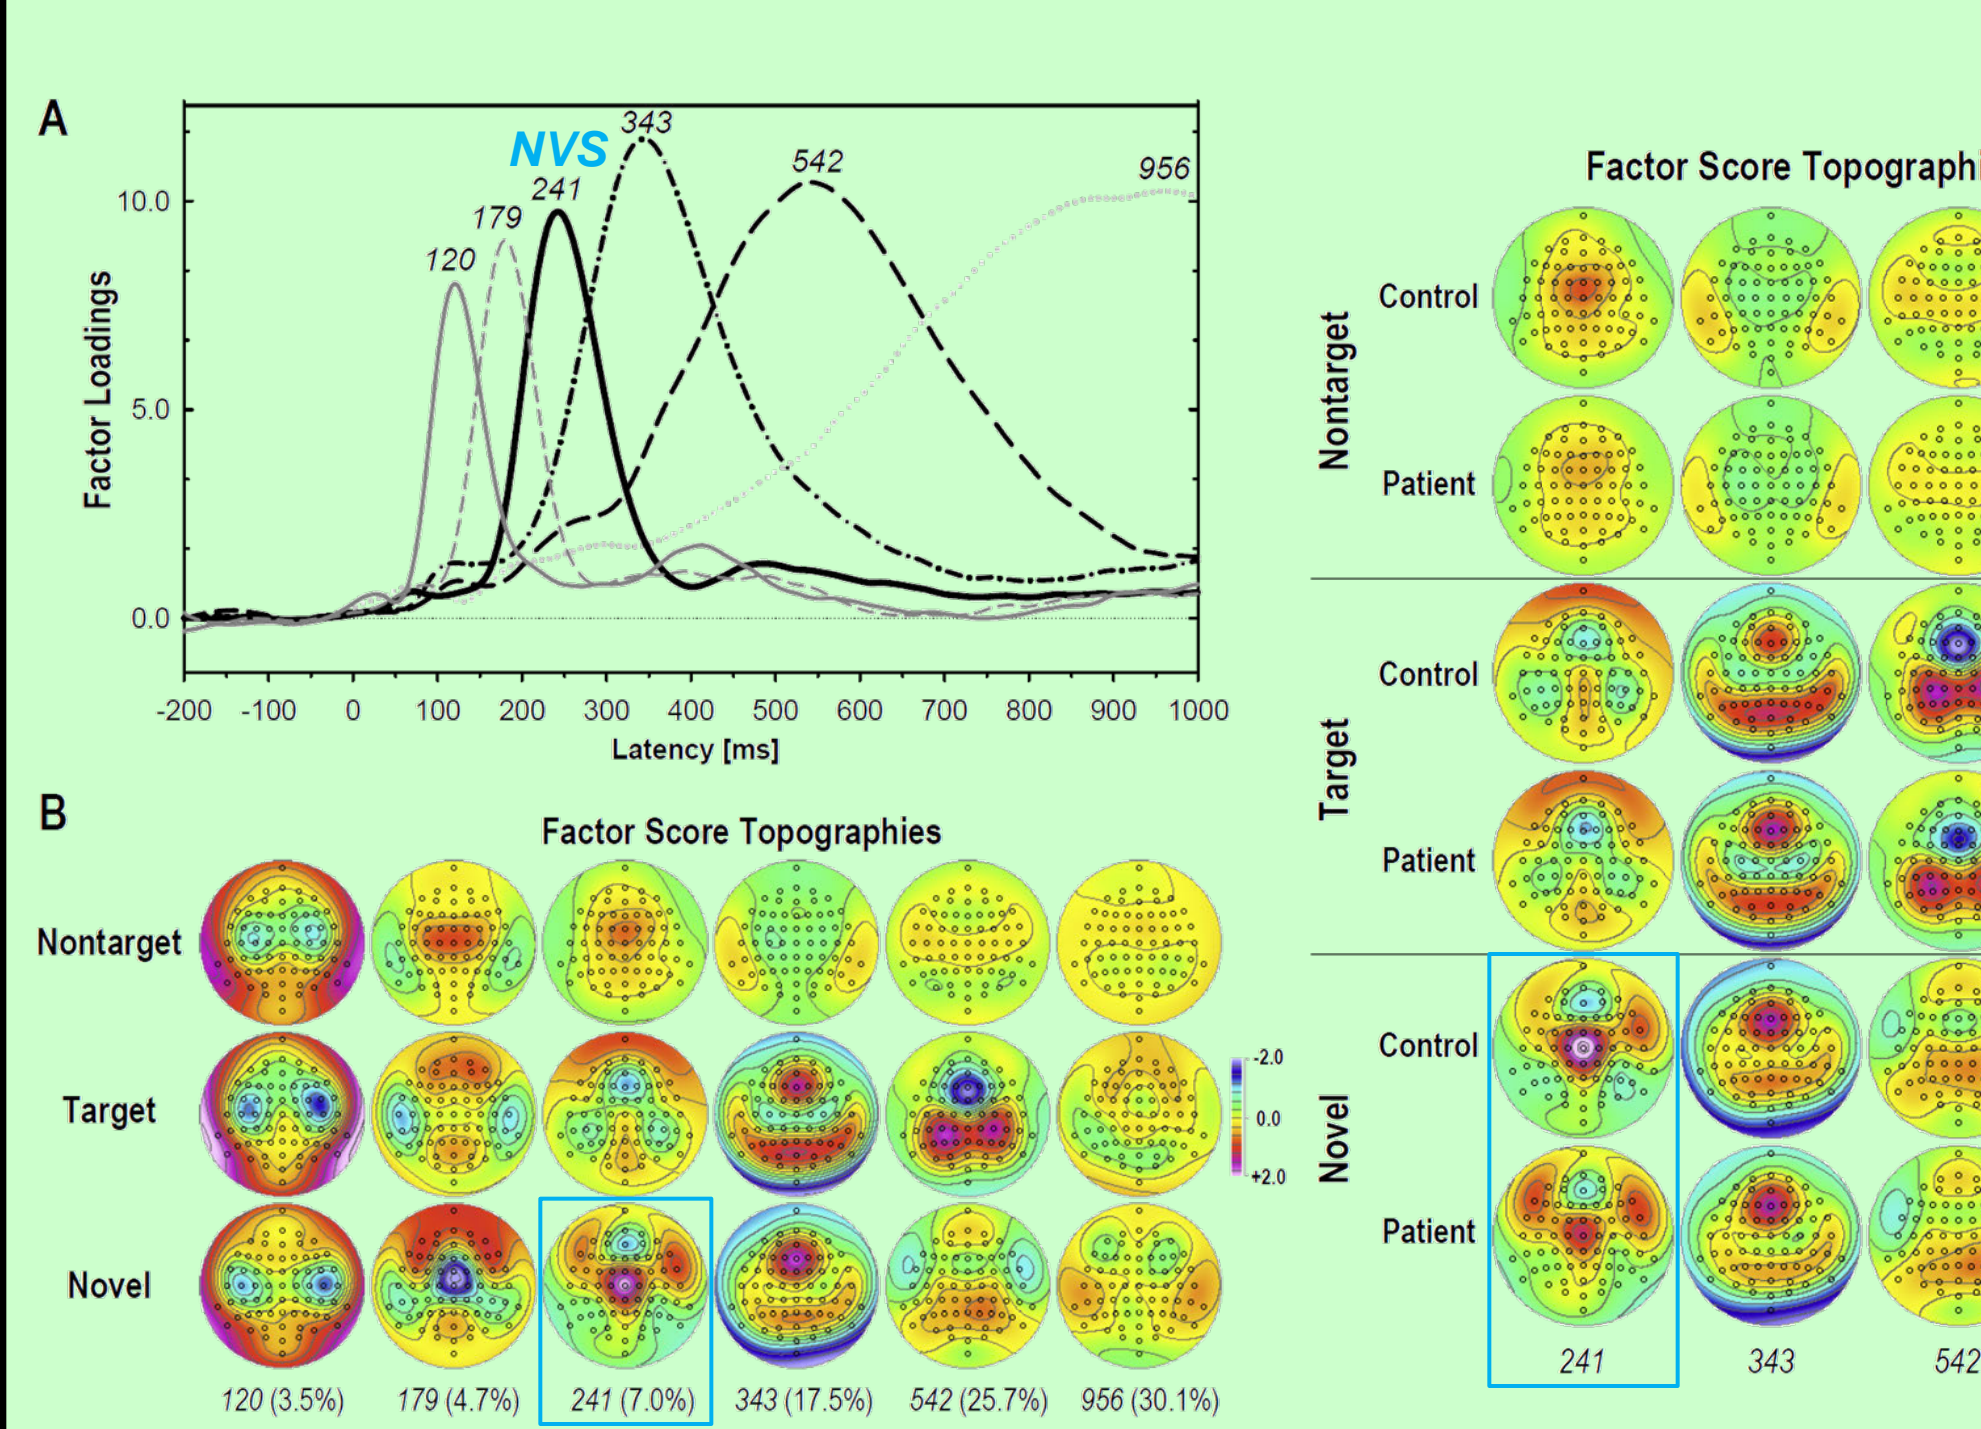 A
NVS
343
542
956
241
179
120
10.0
5.0
0.0
Factor Loadings
-200 -100 0 100 200 300 400 500 600 700 800 900 1000
Latency [ms]
B
Factor Score Topographies
Nontarget
Target
Novel
-2.0
0.0
+2.0
120 (3.5%) 179 (4.7%) 241 (7.0%) 343 (17.5%) 542 (25.7%) 956 (30.1%)
Factor Score Topographi
Nontarget
Control
Patient
Target
Control
Patient
Novel
Control
Patient
241 343 542